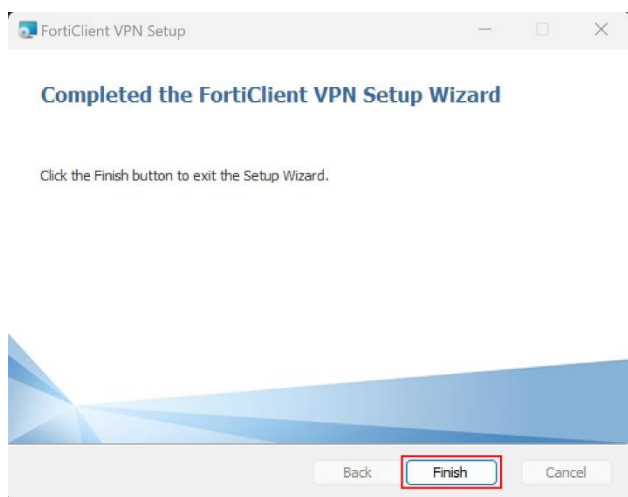 FortiClient VPN Setup
Completed the FortiClient VPN Setup Wizard
Click the Finish button to exit the Setup Wizard.
Back Finish Cancel